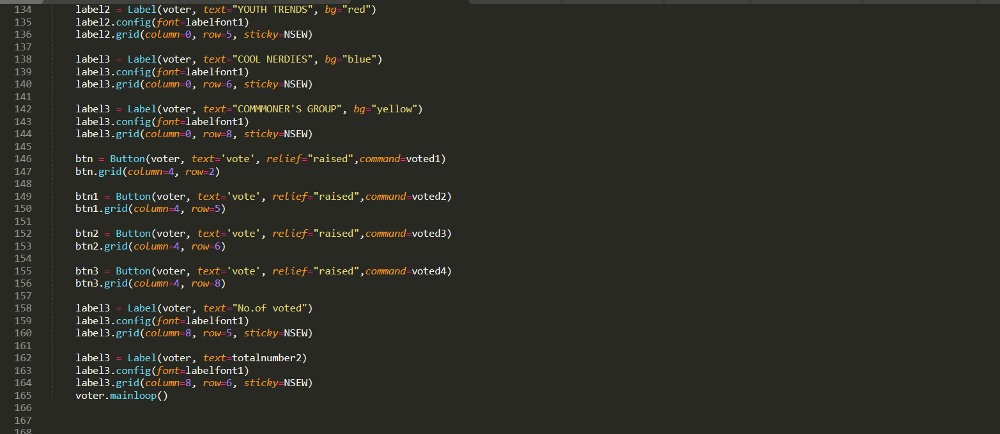 134 label2 = Label(voter, text="YOUTH TRENDS", bg="red")
135 label2.config(font=labelfont1)
136 label2.grid(column=0, row=5, sticky=NSEW)
137
138 label3 = Label(voter, text="COOL NERDIES", bg="blue")
139 label3.config(font=labelfont1)
140 label3.grid(column=0, row=6, sticky=NSEW)
141
142 label3 = Label(voter, text="COMMMONER'S GROUP", bg="yellow")
143 label3.config(font=labelfont1)
144 label3.grid(column=0, row=8, sticky=NSEW)
145
146 btn = Button(voter, text='vote', relief="raised",command=voted1)
147 btn.grid(column=4, row=2)
148
149 btn1 = Button(voter, text='vote', relief="raised",command=voted2)
150 btn1.grid(column=4, row=5)
151
152 btn2 = Button(voter, text='vote', relief="raised",command=voted3)
153 btn2.grid(column=4, row=6)
154
155 btn3 = Button(voter, text='vote', relief="raised",command=voted4)
156 btn3.grid(column=4, row=8)
157
158 label3 = Label(voter, text="No.of voted")
159 label3.config(font=labelfont1)
160 label3.grid(column=8, row=5, sticky=NSEW)
161
162 label3 = Label(voter, text=totalnumber2)
163 label3.config(font=labelfont1)
164 label3.grid(column=8, row=6, sticky=NSEW)
165 voter.mainloop()
166
167
168